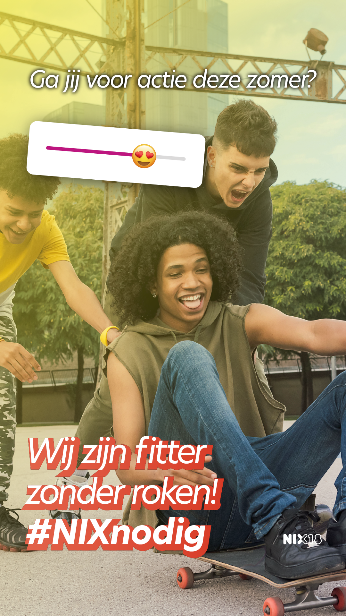 Ga jij voor actie deze zomer?
Wij zijn fitter
zonder roken!
#NIXnodig
NIX18